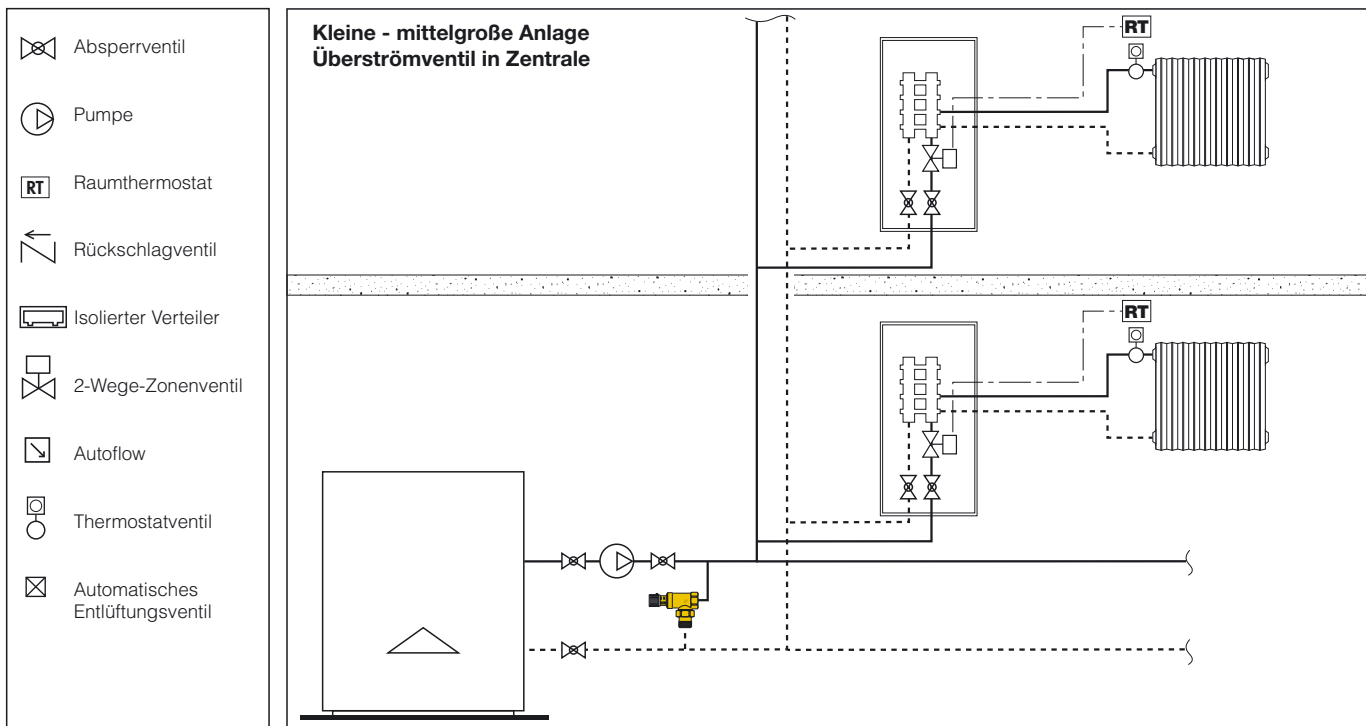 Absperrventil
Pumpe
RT
Raumthermostat
Rückschlagventil
Isolierter Verteiler
2-Wege-Zonenventil
Autoflow
Thermostatventil
Automatisches
Entlüftungsventil
Kleine - mittelgroße Anlage
Überströmventil in Zentrale
RT
RT